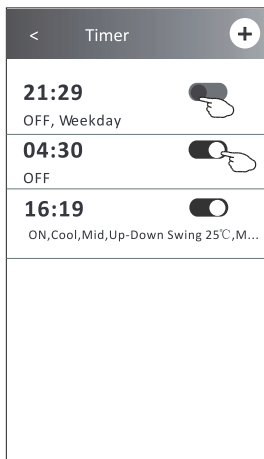 < Timer +
21:29
OFF, Weekday
04:30
OFF
16:19
ON,Cool,Mid,Up-Down Swing 25℃,M...